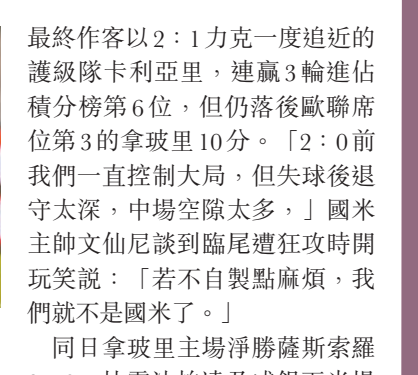 最終作客以2：1力克一度追近的
護級隊卡利亞里，連贏3輪進佔
積分榜第6位，但仍落後歐聯席
位第3的拿玻里10分。「2：0前
我們一直控制大局，但失球後退
守太深，中場空隙太多，」國米
主帥文仙尼談到臨尾遭狂攻時開
玩笑説：「若不自製點麻煩，我
們就不是國米了。」
同日拿玻里主場淨勝薩斯索羅